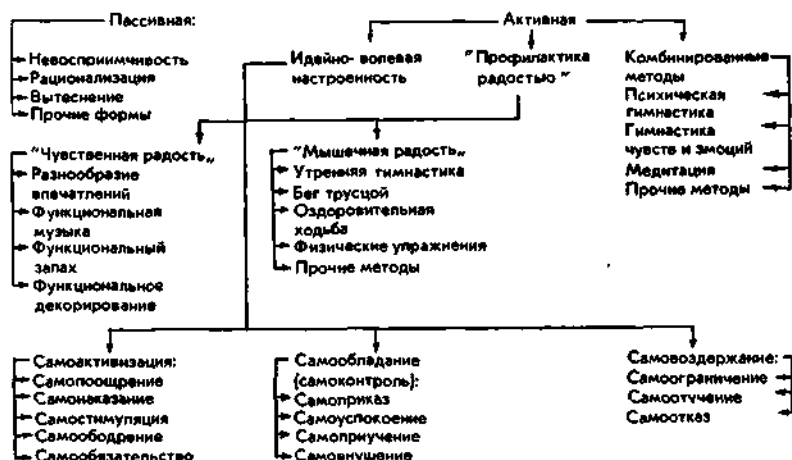 Пассивная:
Невосприимчивость
Рационализация
Вытеснение
Прочие формы
Активная
Идейно-волевая
настроенность
"Профилактика
радостью"
Комбинированные
методы
Психическая
гимнастика
Гимнастика
чувств и эмоций
Медитация
Прочие методы
"Чувственная радость„
Разнообразие
впечатлений
Функциональная
музыка
Функциональный
запах
Функциональное
декорирование
"Мышечная радость„
Утренняя гимнастика
Бег трусцой
Оздоровительная
ходьба
Физические упражнения
Прочие методы
Самоактивизация:
Самопоощрение
Самонаказание
Самостимуляция
Самоободрение
Самообязательство
Самообладание
(самоконтроль):
Самоприказ
Самоуспокоение
Самоприучение
Самовнушение
Самовоздержание:
Самоограничение
Самоотучение
Самоотказ